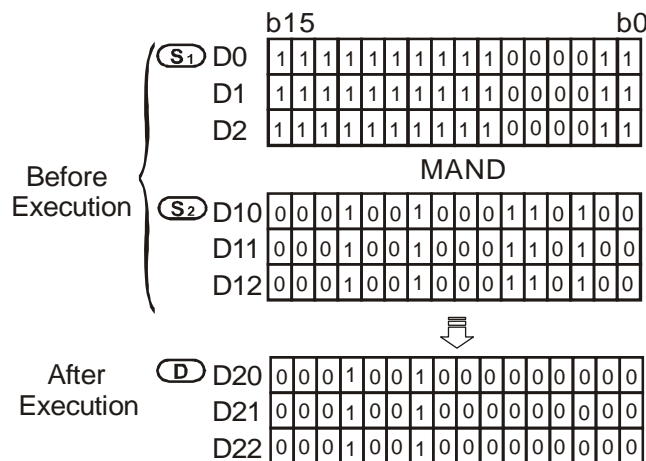 b15 b0
S1 D0 1 1 1 1 1 1 1 1 1 1 0 0 0 0 1 1
D1 1 1 1 1 1 1 1 1 1 1 0 0 0 0 1 1
D2 1 1 1 1 1 1 1 1 1 1 0 0 0 0 1 1
MAND
Before
Execution
S2 D10 0 0 0 1 0 0 1 0 0 0 1 1 0 1 0 0
D11 0 0 0 1 0 0 1 0 0 0 1 1 0 1 0 0
D12 0 0 0 1 0 0 1 0 0 0 1 1 0 1 0 0
After
Execution
D D20 0 0 0 1 0 0 1 0 0 0 0 0 0 0 0 0
D21 0 0 0 1 0 0 1 0 0 0 0 0 0 0 0 0
D22 0 0 0 1 0 0 1 0 0 0 0 0 0 0 0 0